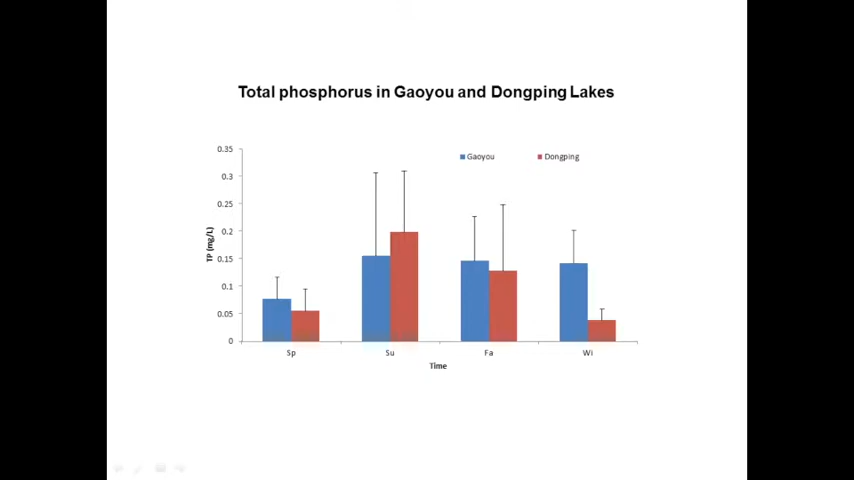 Total phosphorus in Gaoyou and Dongping Lakes
Gaoyou Dongping
0.35
0.3
0.25
0.2
0.15
0.1
0.05
0
TP (mg/L)
Sp Su Fa Wi
Time